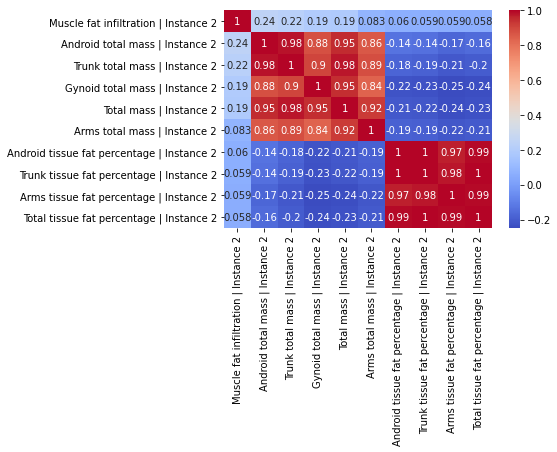 Muscle fat infiltration | Instance 2 1 0.24 0.22 0.19 0.19 0.083 0.06 0.059 0.059 0.058
Android total mass | Instance 2 0.24 1 0.98 0.88 0.95 0.86 -0.14 -0.14 -0.17 -0.16
Trunk total mass | Instance 2 0.22 0.98 1 0.9 0.98 0.89 -0.18 -0.19 -0.21 -0.2
Gynoid total mass | Instance 2 0.19 0.88 0.9 1 0.95 0.84 -0.22 -0.23 -0.25 -0.24
Total mass | Instance 2 0.19 0.95 0.98 0.95 1 0.92 -0.21 -0.22 -0.24 -0.23
Arms total mass | Instance 2 0.083 0.86 0.89 0.84 0.92 1 -0.19 -0.19 -0.22 -0.21
Android tissue fat percentage | Instance 2 0.06 -0.14 -0.18 -0.22 -0.21 -0.19 1 1 0.97 0.99
Trunk tissue fat percentage | Instance 2 0.059 -0.14 -0.19 -0.23 -0.22 -0.19 1 1 0.98 1
Arms tissue fat percentage | Instance 2 0.059 -0.17 -0.21 -0.25 -0.24 -0.22 0.97 0.98 1 0.99
Total tissue fat percentage | Instance 2 0.058 -0.16 -0.2 -0.24 -0.23 -0.21 0.99 1 0.99 1
Muscle fat infiltration | Instance 2
Android total mass | Instance 2
Trunk total mass | Instance 2
Gynoid total mass | Instance 2
Total mass | Instance 2
Arms total mass | Instance 2
Android tissue fat percentage | Instance 2
Trunk tissue fat percentage | Instance 2
Arms tissue fat percentage | Instance 2
Total tissue fat percentage | Instance 2
1.0
0.8
0.6
0.4
0.2
0.0
-0.2